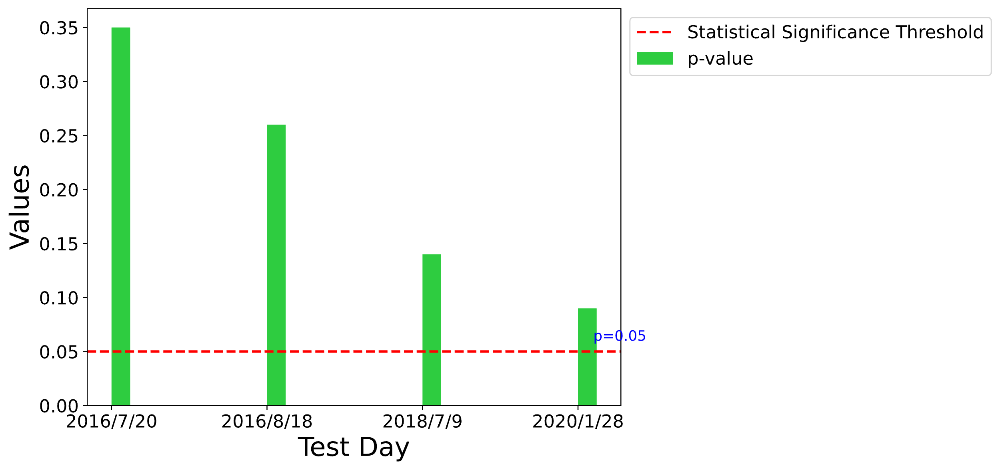 Statistical Significance Threshold
p-value
0.35
0.30
0.25
0.20
0.15
0.10
0.05
0.00
Values
p=0.05
2016/7/20 2016/8/18 2018/7/9 2020/1/28
Test Day